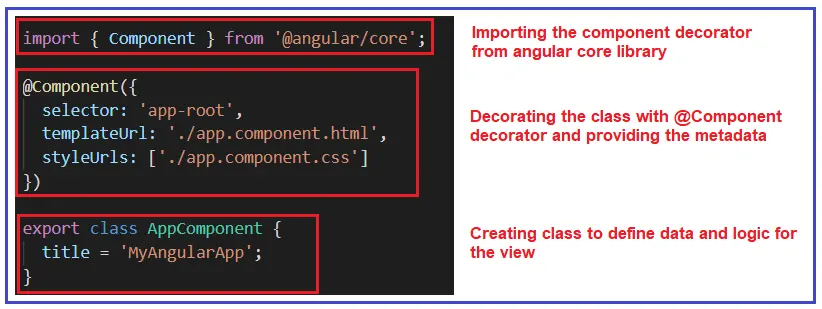 import { Component } from '@angular/core';
Importing the component decorator
from angular core library
@Component({
selector: 'app-root',
templateUrl: './app.component.html',
styleUrls: ['./app.component.css']
})
Decorating the class with @Component
decorator and providing the metadata
export class AppComponent {
title = 'MyAngularApp';
}
Creating class to define data and logic for
the view